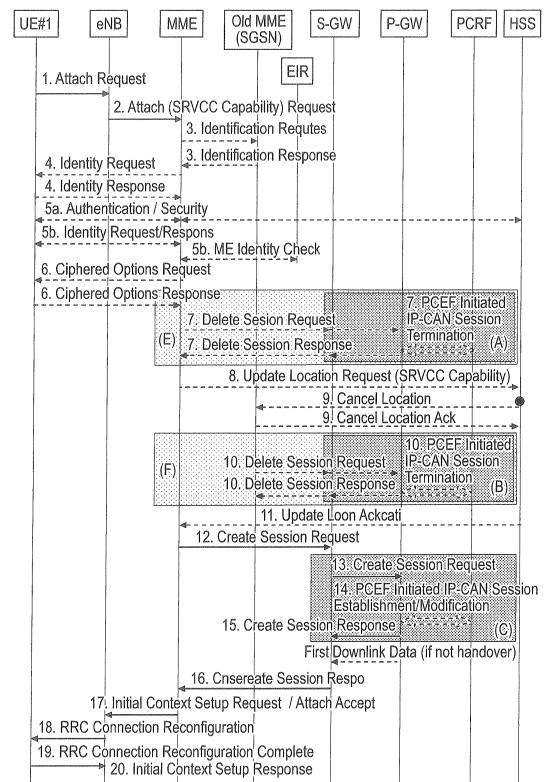 UE#1
eNB
MME
Old MME
(SGSN)
S-GW
P-GW
PCRF
HSS
EIR
1. Attach Request
2. Attach (SRVCC Capability) Request
3. Identification Requtes
3. Identification Response
4. Identity Request
4. Identity Response
5a. Authentication / Security
5b. Identity Request/Respons
5b. ME Identity Check
6. Ciphered Options Request
6. Ciphered Options Response
(E)
7. Delete Sesion Request
7. Delete Session Response
7. PCEF Initiated
IP-CAN Session
Termination
(A)
8. Update Location Request (SRVCC Capability)
9. Cancel Location
9. Cancel Location Ack
(F)
10. Delete Session Request
10. Delete Session Response
10. PCEF Initiated
IP-CAN Session
Termination
(B)
11. Update Loon Ackcati
12. Create Session Request
13. Create Session Request
14. PCEF Initiated IP-CAN Session
Establishment/Modification
15. Create Session Response
(C)
First Downlink Data (if not handover)
16. Cnsereate Session Respo
17. Initial Context Setup Request / Attach Accept
18. RRC Connection Reconfiguration
19. RRC Connection Reconfiguration Complete
20. Initial Context Setup Response